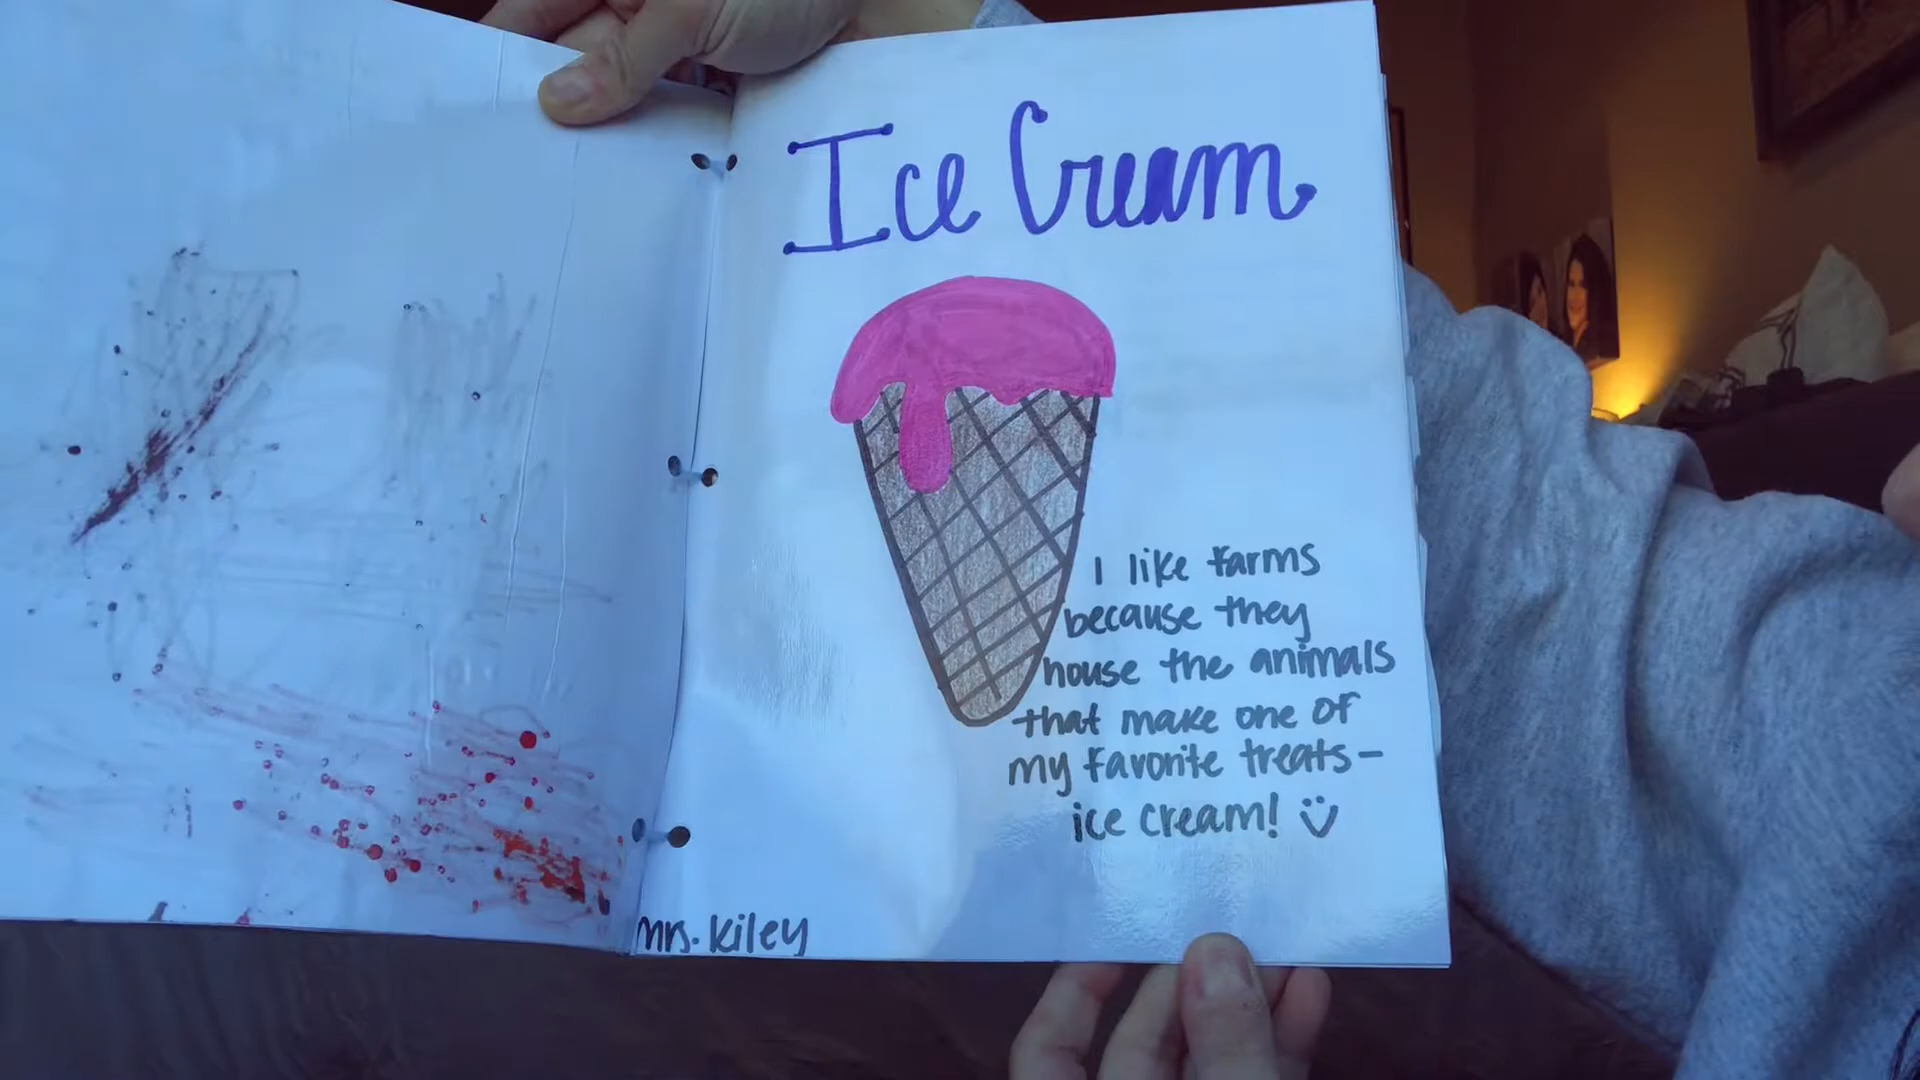 Ice Cream
I like farms
because they
house the animals
that make one of
my favorite treats-
ice cream!
mrs. kiley